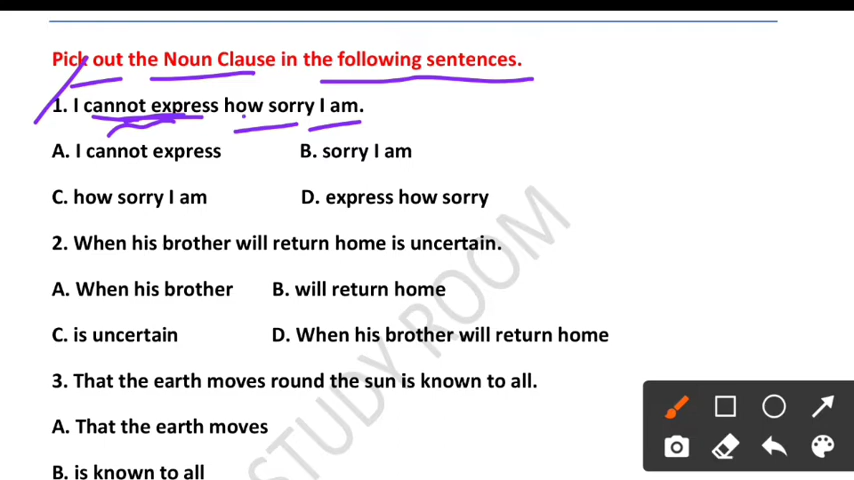 Pick out the Noun Clause in the following sentences.
1. I cannot express how sorry I am.
A. I cannot express B. sorry I am
C. how sorry I am D. express how sorry
2. When his brother will return home is uncertain.
A. When his brother B. will return home
C. is uncertain D. When his brother will return home
3. That the earth moves round the sun is known to all.
A. That the earth moves
B. is known to all
STUDY ROOM